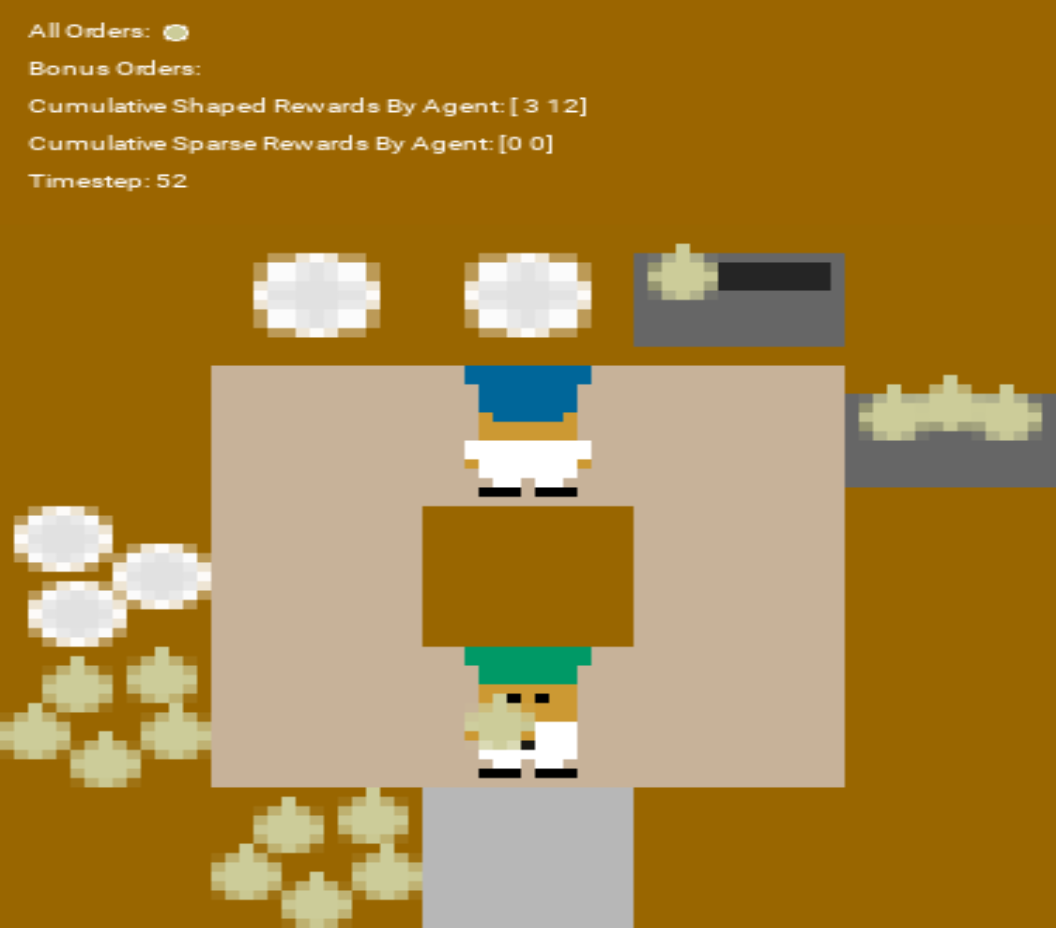 All Orders:
Bonus Orders:
Cumulative Shaped Rewards By Agent: [ 3 12]
Cumulative Sparse Rewards By Agent: [0 0]
Timestep: 52